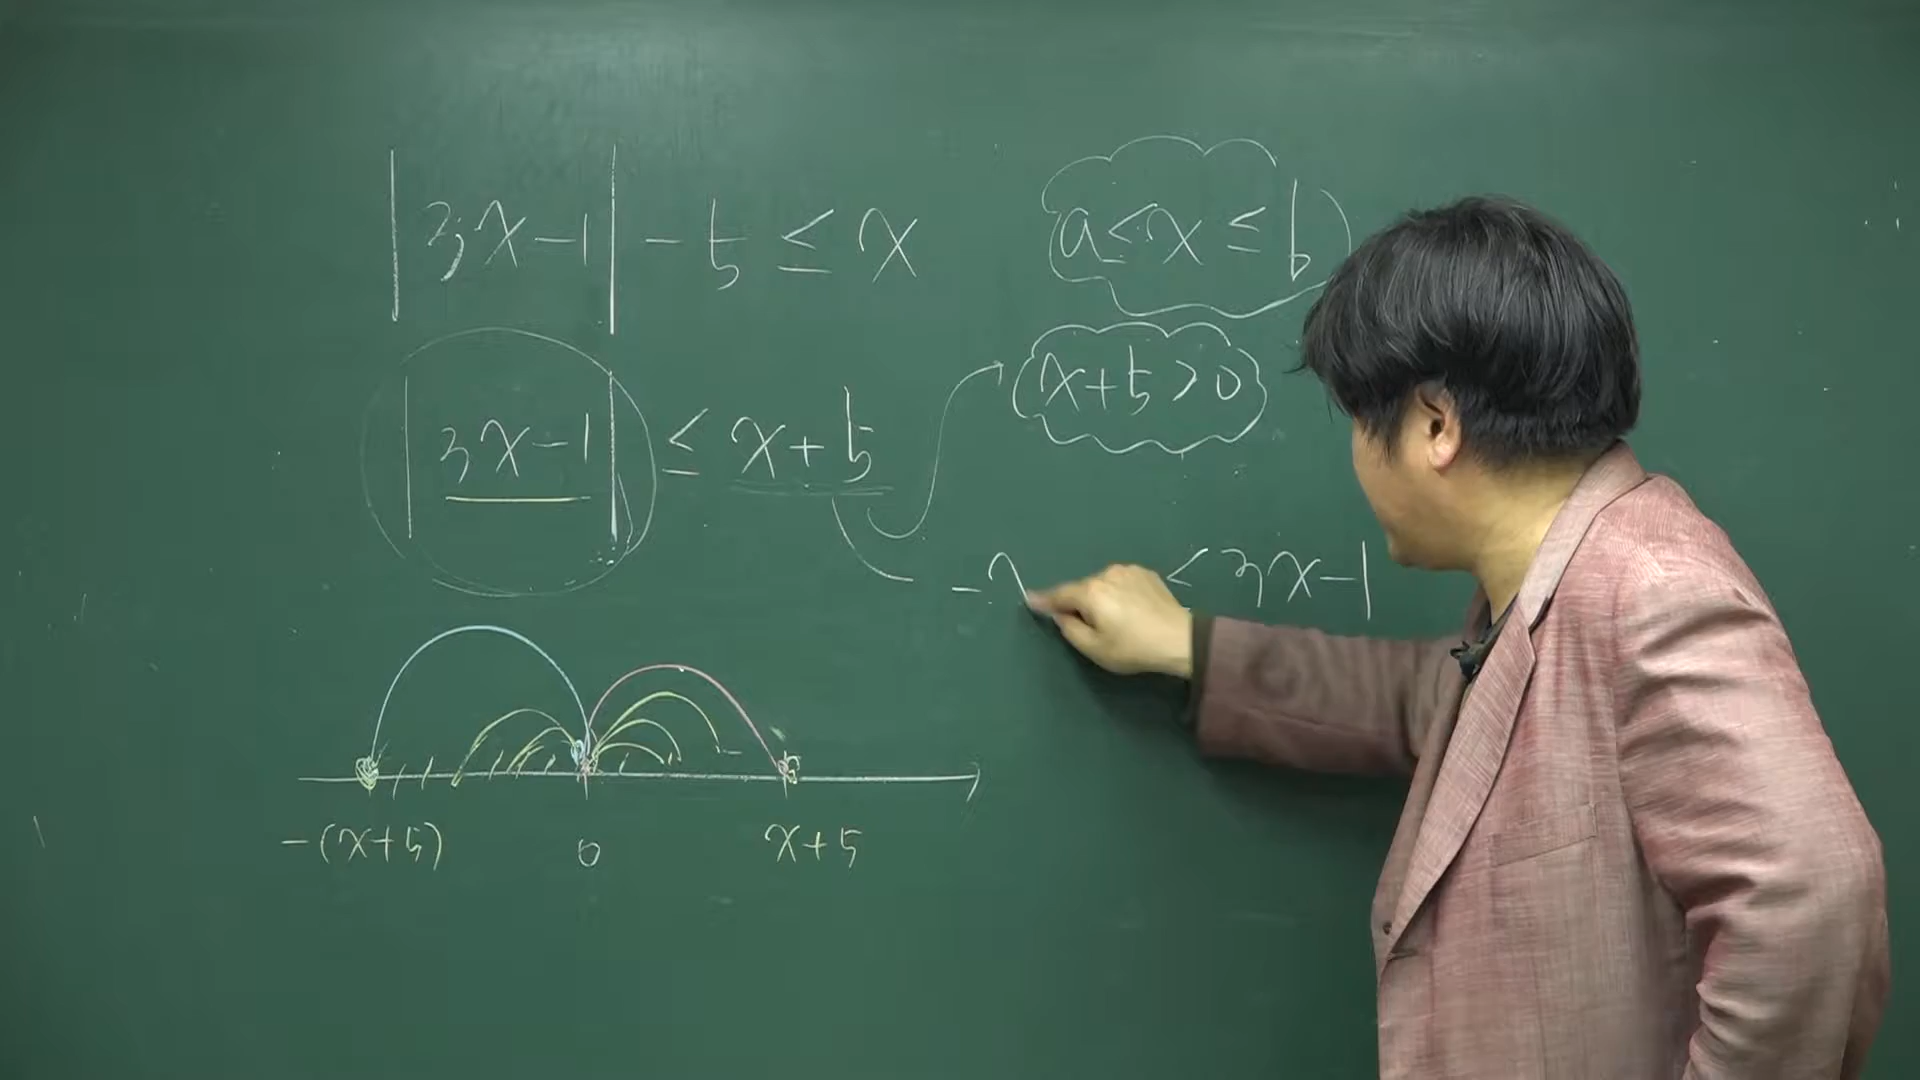 |3x-1| - 5 ≤ x
a < x ≤ b
|3x-1| ≤ x+5
x+5 > 0
< 3x-1
-(x+5) 0 x+5